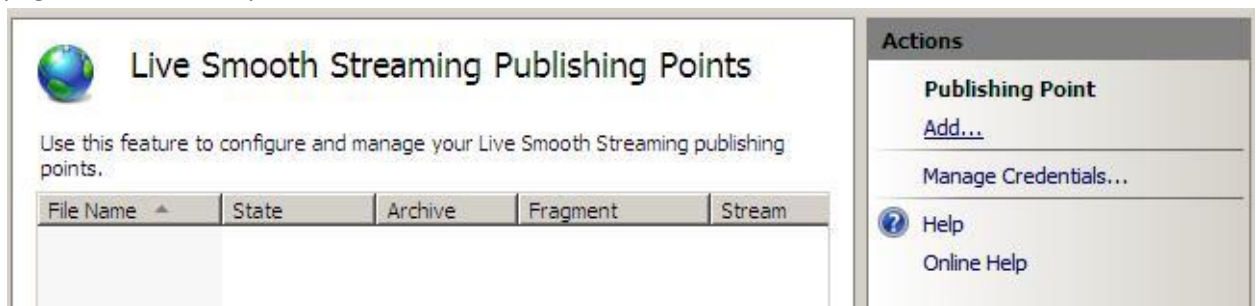 Live Smooth Streaming Publishing Points
Use this feature to configure and manage your Live Smooth Streaming publishing
points.
File Name State Archive Fragment Stream
Actions
Publishing Point
Add...
Manage Credentials...
Help
Online Help